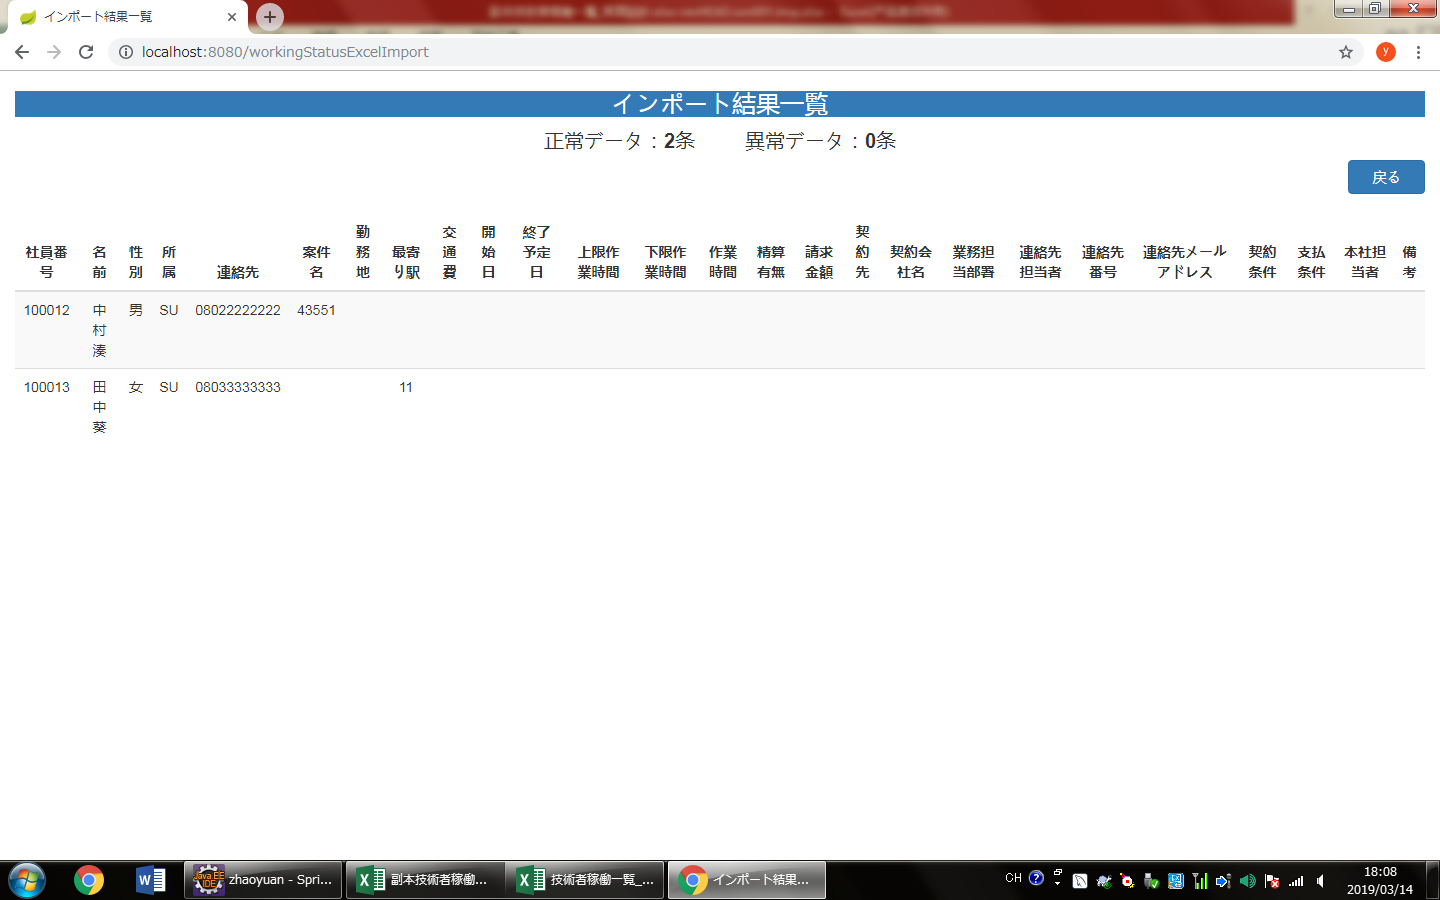 インポート結果一覧
localhost:8080/workingStatusExcelImport
y
インポート結果一覧
正常データ：2条 異常データ：0条
戻る
社員番号 名前 性別 所属 連絡先 案件名 勤務地 最寄り駅 交通費 開始日 終了予定日 上限作業時間 下限作業時間 作業時間 精算有無 請求金額 契約先 契約会社名 業務担当部署 連絡先担当者 連絡先番号 連絡先メールアドレス 契約条件 支払条件 本社担当者 備考
100012 中村湊 男 SU 08022222222 43551
100013 田中葵 女 SU 08033333333 11
zhaoyuan - Spri...
副本技術者稼働...
技術者稼働一覧_...
インポート結果...
CH
18:08
2019/03/14